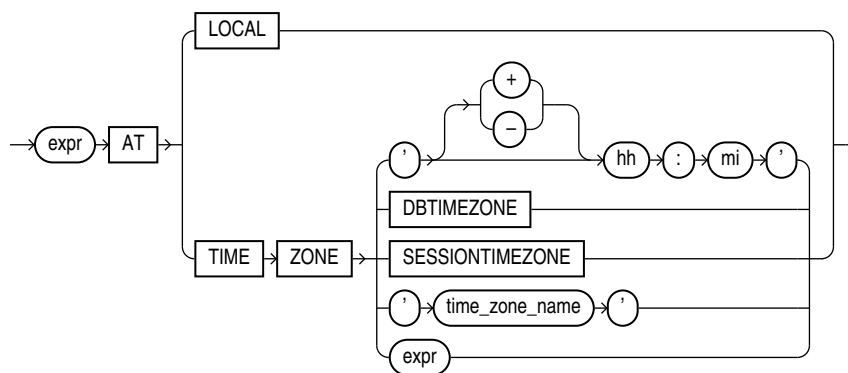 LOCAL
+
–
expr AT ’ hh : mi ’
DBTIMEZONE
TIME ZONE SESSIONTIMEZONE
’ time_zone_name ’
expr